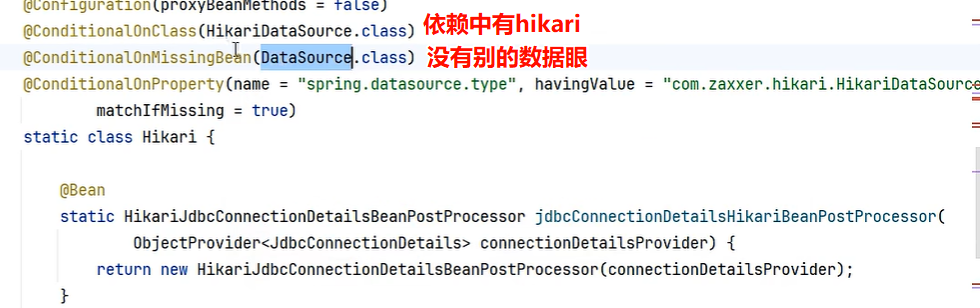 @Configuration(proxyBeanMethods = false)
@ConditionalOnClass(HikariDataSource.class) 依赖中有hikari
@ConditionalOnMissingBean(DataSource.class) 没有别的数据眼
@ConditionalOnProperty(name = "spring.datasource.type", havingValue = "com.zaxxer.hikari.HikariDataSource
matchIfMissing = true)
static class Hikari {
@Bean
static HikariJdbcConnectionDetailsBeanPostProcessor jdbcConnectionDetailsHikariBeanPostProcessor(
ObjectProvider<JdbcConnectionDetails> connectionDetailsProvider) {
return new HikariJdbcConnectionDetailsBeanPostProcessor(connectionDetailsProvider);
}